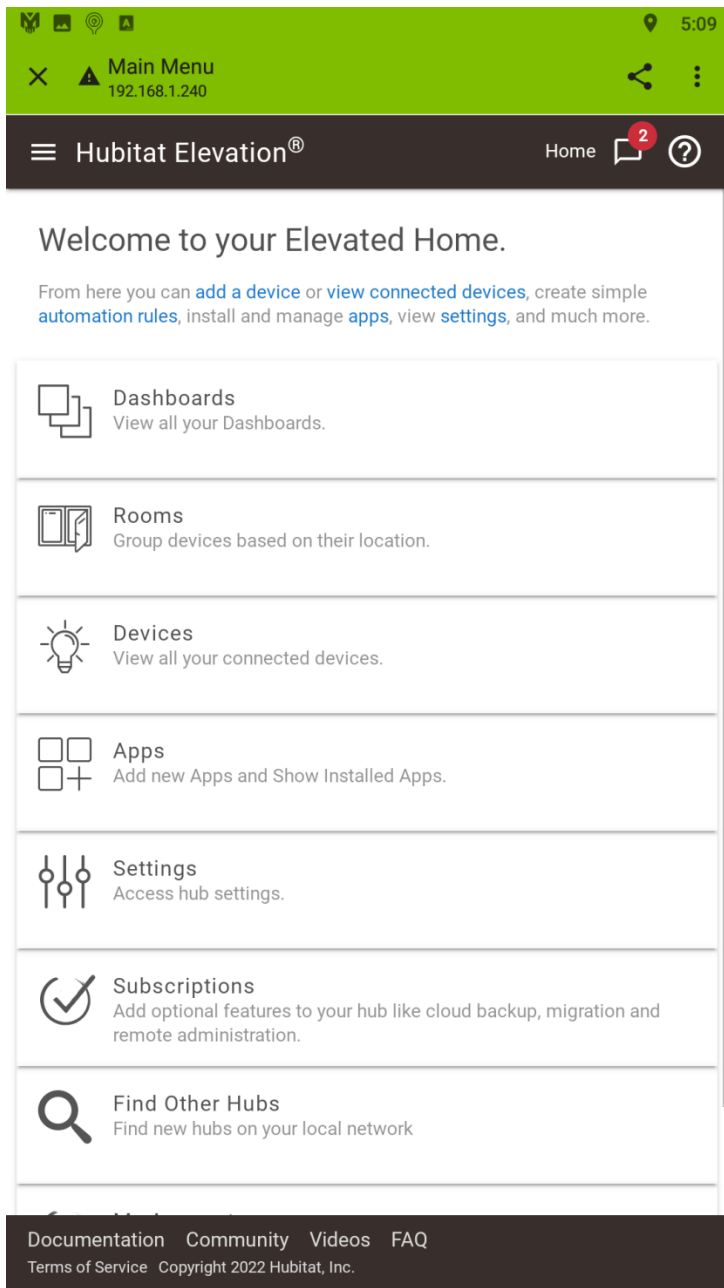 5:09
Main Menu
192.168.1.240
Hubitat Elevation®
Home
2
Welcome to your Elevated Home.
From here you can add a device or view connected devices, create simple
automation rules, install and manage apps, view settings, and much more.
Dashboards
View all your Dashboards.
Rooms
Group devices based on their location.
Devices
View all your connected devices.
Apps
Add new Apps and Show Installed Apps.
Settings
Access hub settings.
Subscriptions
Add optional features to your hub like cloud backup, migration and
remote administration.
Find Other Hubs
Find new hubs on your local network
Documentation Community Videos FAQ
Terms of Service Copyright 2022 Hubitat, Inc.